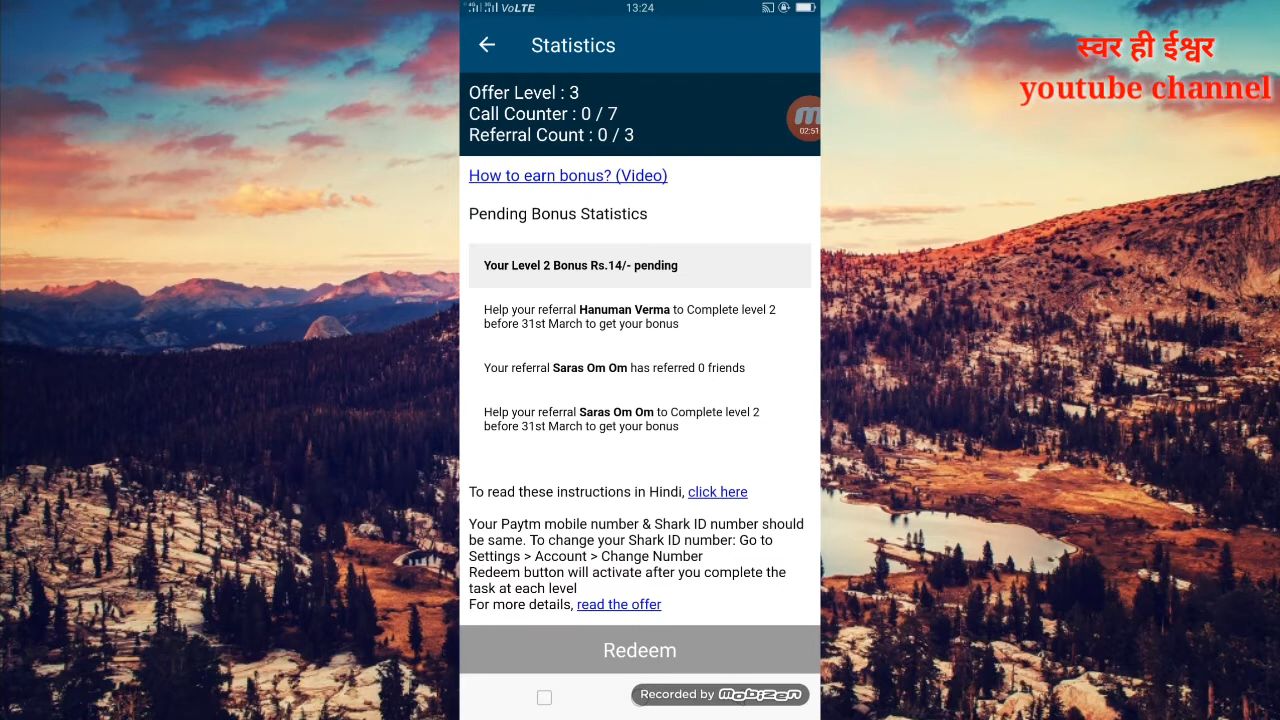 4G 3G VoLTE 13:24
Statistics
स्वर ही ईश्वर
youtube channel
Offer Level : 3
Call Counter : 0 / 7
Referral Count : 0 / 3
02:51
How to earn bonus? (Video)
Pending Bonus Statistics
Your Level 2 Bonus Rs.14/- pending
Help your referral Hanuman Verma to Complete level 2
before 31st March to get your bonus
Your referral Saras Om Om has referred 0 friends
Help your referral Saras Om Om to Complete level 2
before 31st March to get your bonus
To read these instructions in Hindi, click here
Your Paytm mobile number & Shark ID number should
be same. To change your Shark ID number: Go to
Settings > Account > Change Number
Redeem button will activate after you complete the
task at each level
For more details, read the offer
Redeem
Recorded by mobizen